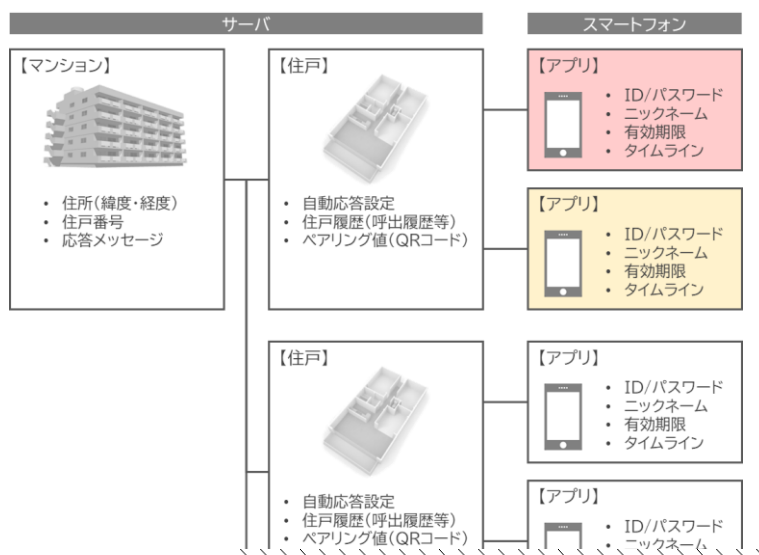 サーバ
スマートフォン
【マンション】
・ 住所(緯度・経度)
・ 住戸番号
・ 応答メッセージ
【住戸】
・ 自動応答設定
・ 住戸履歴(呼出履歴等)
・ ペアリング値(QRコード)
【アプリ】
・ ID/パスワード
・ ニックネーム
・ 有効期限
・ タイムライン
【アプリ】
・ ID/パスワード
・ ニックネーム
・ 有効期限
・ タイムライン
【住戸】
・ 自動応答設定
・ 住戸履歴(呼出履歴等)
・ ペアリング値(QRコード)
【アプリ】
・ ID/パスワード
・ ニックネーム
・ 有効期限
・ タイムライン
【アプリ】
・ ID/パスワード
・ ニックネーム